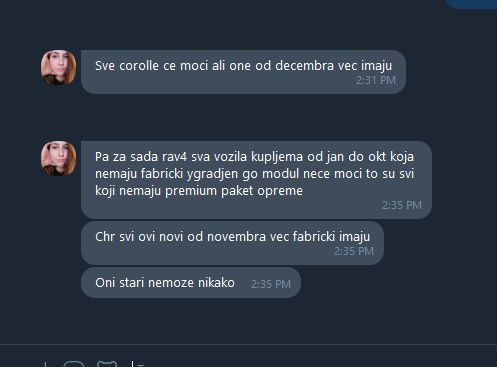 Sve corolle ce moci ali one od decembra vec imaju
2:31 PM
Pa za sada rav4 sva vozila kupljema od jan do okt koja
nemaju fabricki ygradjen go modul nece moci to su svi
koji nemaju premium paket opreme
2:35 PM
Chr svi ovi novi od novembra vec fabricki imaju
2:35 PM
Oni stari nemoze nikako 2:35 PM